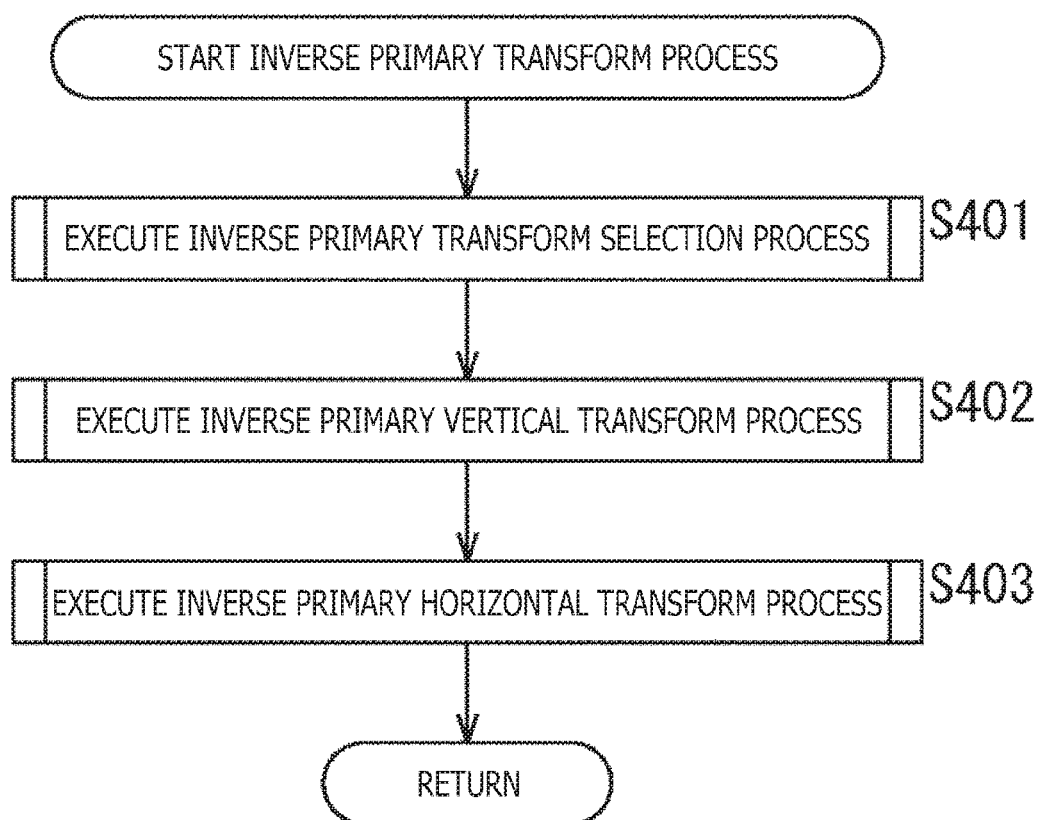 START INVERSE PRIMARY TRANSFORM PROCESS
EXECUTE INVERSE PRIMARY TRANSFORM SELECTION PROCESS
S401
EXECUTE INVERSE PRIMARY VERTICAL TRANSFORM PROCESS
S402
EXECUTE INVERSE PRIMARY HORIZONTAL TRANSFORM PROCESS
S403
RETURN